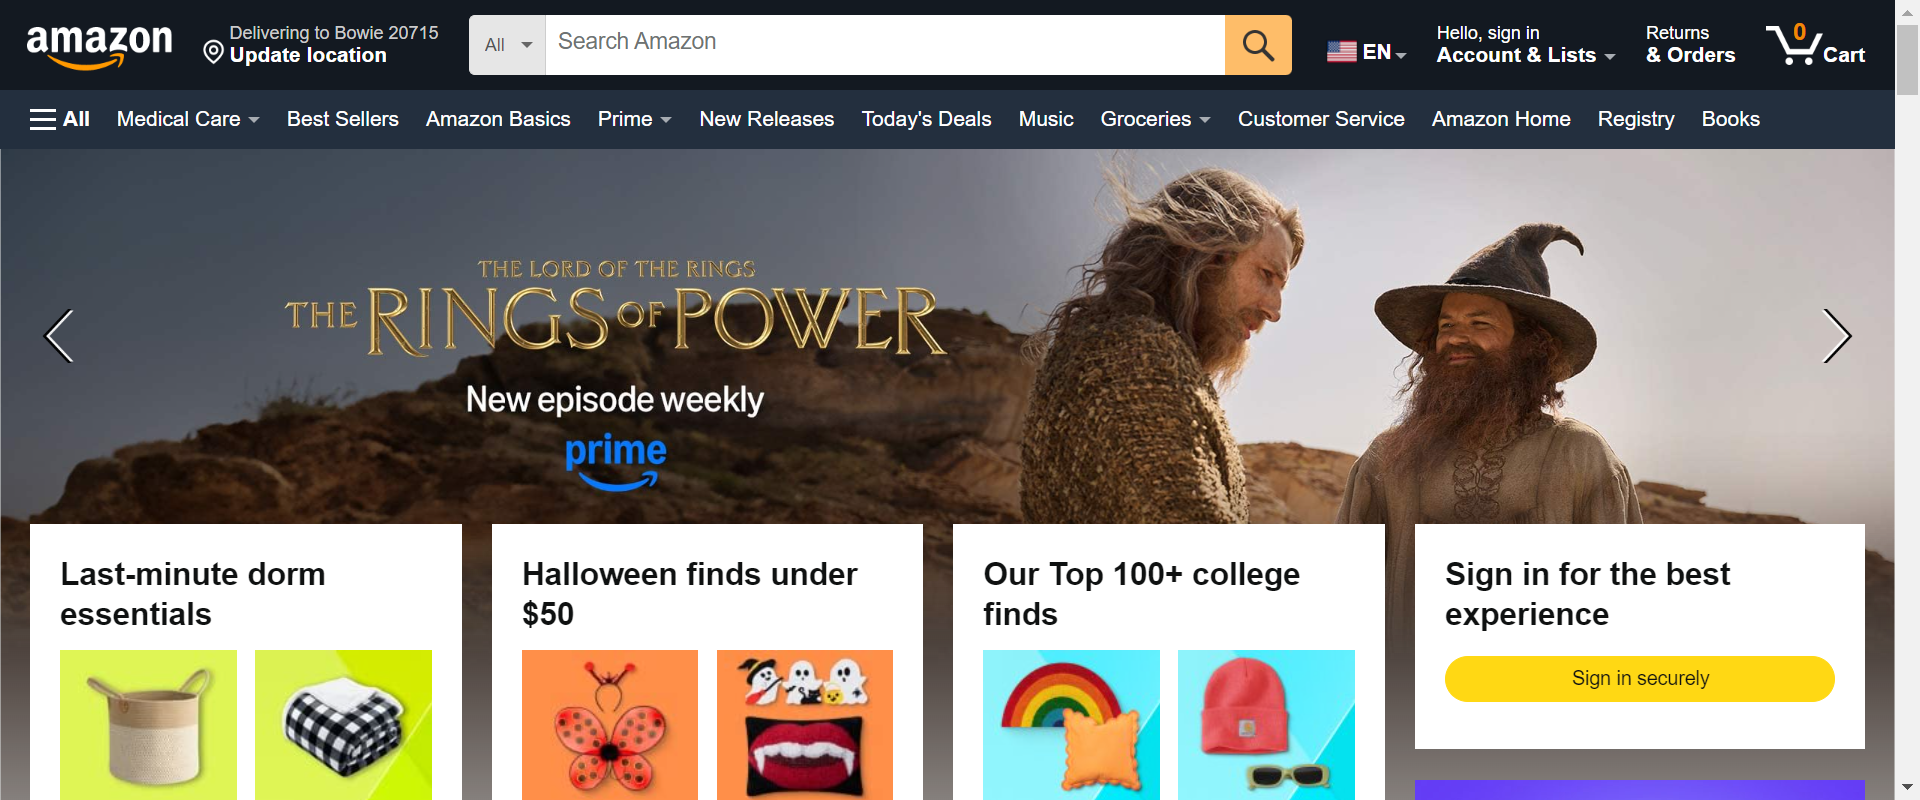 amazon
Delivering to Bowie 20715
Update location
All
Search Amazon
EN
Hello, sign in
Account & Lists
Returns
& Orders
0
Cart
All
Medical Care
Best Sellers
Amazon Basics
Prime
New Releases
Today's Deals
Music
Groceries
Customer Service
Amazon Home
Registry
Books
THE LORD OF THE RINGS
THE RINGS OF POWER
New episode weekly
prime
Last-minute dorm
essentials
Halloween finds under
$50
Our Top 100+ college
finds
Sign in for the best
experience
Sign in securely